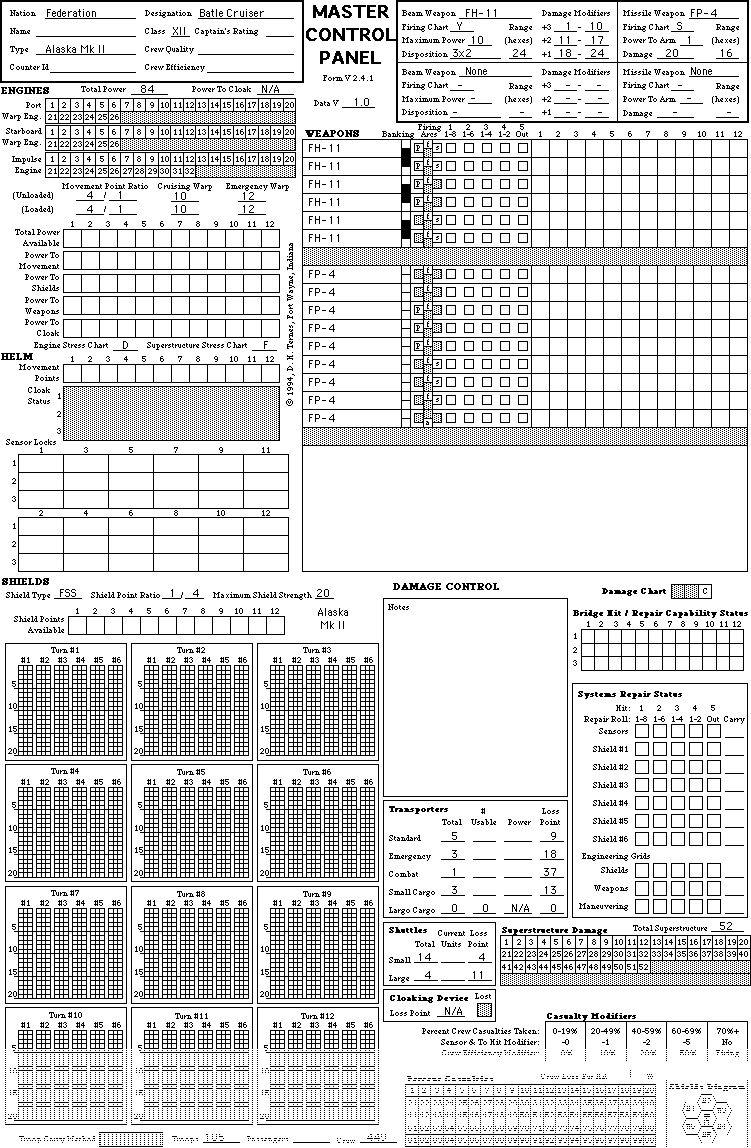 Nation Federation Designation Batle Cruiser
Name Class XII Captain's Rating
Type Alaska Mk II Crew Quality
Counter Id Crew Efficiency
MASTER CONTROL PANEL
Form V 2.4.1
Data V 1.0
Beam Weapon FH-11 Damage Modifiers
Firing Chart Y Range +3 1 - 10
Maximum Power 10 (hexes) +2 11 - 17
Disposition 3x2 24 +1 18 - 24
Missile Weapon FP-4
Firing Chart S Range
Power To Arm 1 (hexes)
Damage 20 16
Beam Weapon None Damage Modifiers
Firing Chart - Range +3 - -
Maximum Power - (hexes) +2 - -
Disposition - - +1 - -
Missile Weapon None
Firing Chart - Range
Power To Arm - (hexes)
Damage - -
ENGINES Total Power 84 Power To Cloak N/A
Port Warp Eng.
1 2 3 4 5 6 7 8 9 10 11 12 13 14 15 16 17 18 19 20
21 22 23 24 25 26
Starboard Warp Eng.
1 2 3 4 5 6 7 8 9 10 11 12 13 14 15 16 17 18 19 20
21 22 23 24 25 26
Impulse Engine
1 2 3 4 5 6 7 8 9 10 11 12 13 14 15 16 17 18 19 20
21 22 23 24 25 26 27 28 29 30 31 32
Movement Point Ratio Cruising Warp Emergency Warp
(Unloaded) 4 / 1 10 12
(Loaded) 4 / 1 10 12
1 2 3 4 5 6 7 8 9 10 11 12
Total Power Available
Power To Movement
Power To Shields
Power To Weapons
Power To Cloak
Engine Stress Chart D Superstructure Stress Chart F
© 1994, D. H. Ternes, Fort Wayne, Indiana
HELM
1 2 3 4 5 6 7 8 9 10 11 12
Movement Points
Cloak Status 1
2
3
Sensor Locks
1 3 5 7 9 11
1
2
3
2 4 6 8 10 12
1
2
3
WEAPONS Banking Firing Arcs 1 1-8 2 1-6 3 1-4 4 1-2 5 Out 1 2 3 4 5 6 7 8 9 10 11 12
FH-11 p f s
FH-11
FH-11
FH-11
FH-11
FH-11
FP-4
FP-4
FP-4
FP-4
FP-4
FP-4
FP-4
FP-4
FP-4
SHIELDS
Shield Type FSS Shield Point Ratio 1 / 4 Maximum Shield Strength 20
1 2 3 4 5 6 7 8 9 10 11 12
Shield Points Available
Alaska Mk II
Turn #1 Turn #2 Turn #3
#1 #2 #3 #4 #5 #6 #1 #2 #3 #4 #5 #6 #1 #2 #3 #4 #5 #6
5
10
15
20
Turn #4 Turn #5 Turn #6
#1 #2 #3 #4 #5 #6 #1 #2 #3 #4 #5 #6 #1 #2 #3 #4 #5 #6
5
10
15
20
Turn #7 Turn #8 Turn #9
#1 #2 #3 #4 #5 #6 #1 #2 #3 #4 #5 #6 #1 #2 #3 #4 #5 #6
5
10
15
20
Turn #10 Turn #11 Turn #12
#1 #2 #3 #4 #5 #6 #1 #2 #3 #4 #5 #6 #1 #2 #3 #4 #5 #6
5
DAMAGE CONTROL
Notes
Damage Chart C
Bridge Hit / Repair Capability Status
1 2 3 4 5 6 7 8 9 10 11 12
1
2
3
Systems Repair Status
Hit: 1 2 3 4 5
Repair Roll: 1-8 1-6 1-4 1-2 Out Carry
Sensors
Shield #1
Shield #2
Shield #3
Shield #4
Shield #5
Shield #6
Engineering Grids
Shields
Weapons
Maneuvering
Transporters Total # Usable Power Loss Point
Standard 5 9
Emergency 3 18
Combat 1 37
Small Cargo 3 13
Large Cargo 0 0 N/A 0
Shuttles Total Current Units Loss Point
Small 14 4
Large 4 11
Cloaking Device Lost
Loss Point N/A
Superstructure Damage Total Superstructure 52
1 2 3 4 5 6 7 8 9 10 11 12 13 14 15 16 17 18 19 20
21 22 23 24 25 26 27 28 29 30 31 32 33 34 35 36 37 38 39 40
41 42 43 44 45 46 47 48 49 50 51 52
Casualty Modifiers
Percent Crew Casualties Taken: 0-19% 20-49% 40-59% 60-69% 70%+
Sensor & To Hit Modifier: -0 -1 -2 -5 No
Crew Efficiency Modifier: Firing